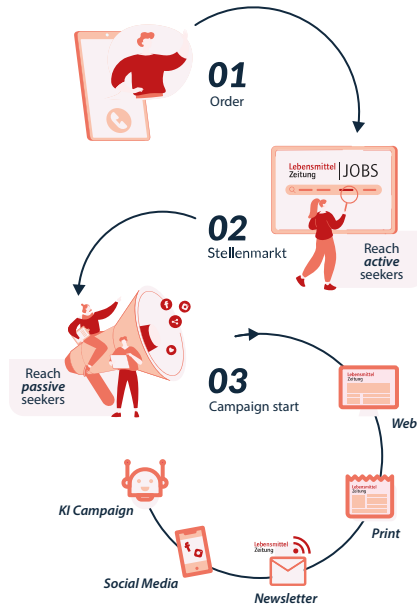 01
Order
Lebensmittel
Zeitung
JOBS
02
Stellenmarkt
Reach
active
seekers
Reach
passive
seekers
03
Campaign start
Lebensmittel
Zeitung
Web
Lebensmittel
Zeitung
Print
Lebensmittel
Zeitung
Newsletter
Social Media
KI Campaign